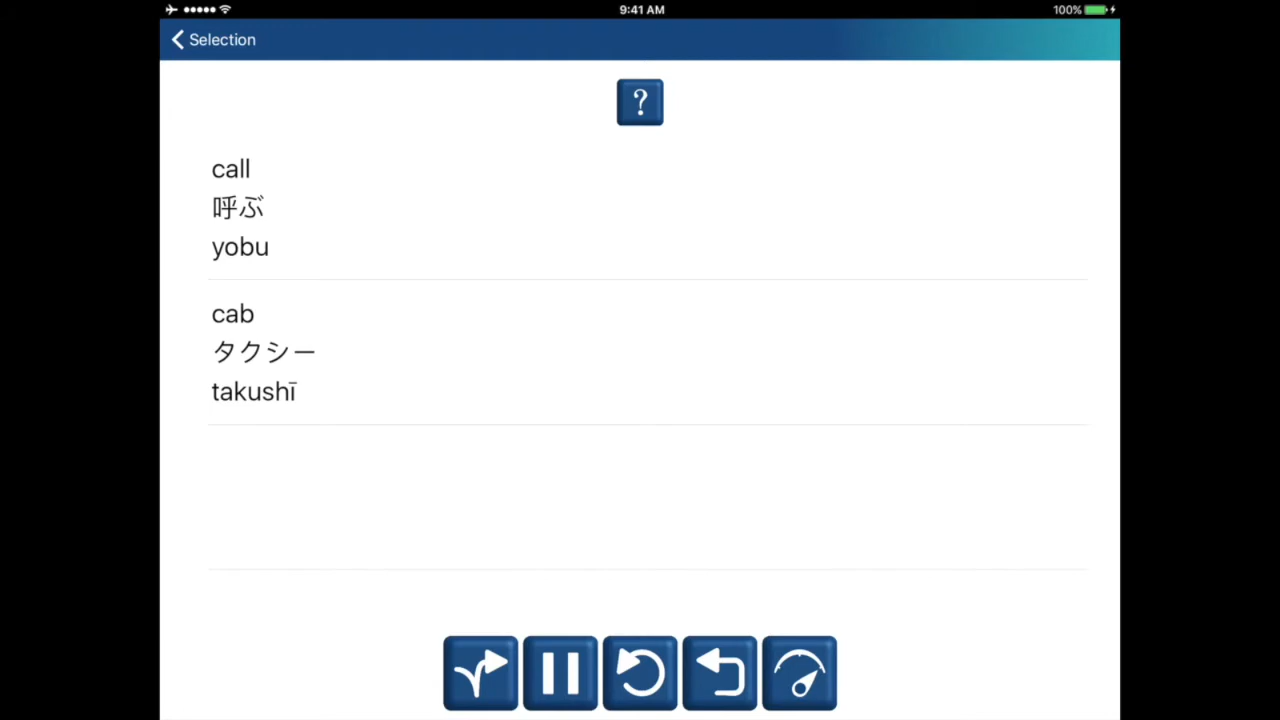 9:41 AM
100%
Selection
?
call
呼ぶ
yobu
cab
タクシー
takushī